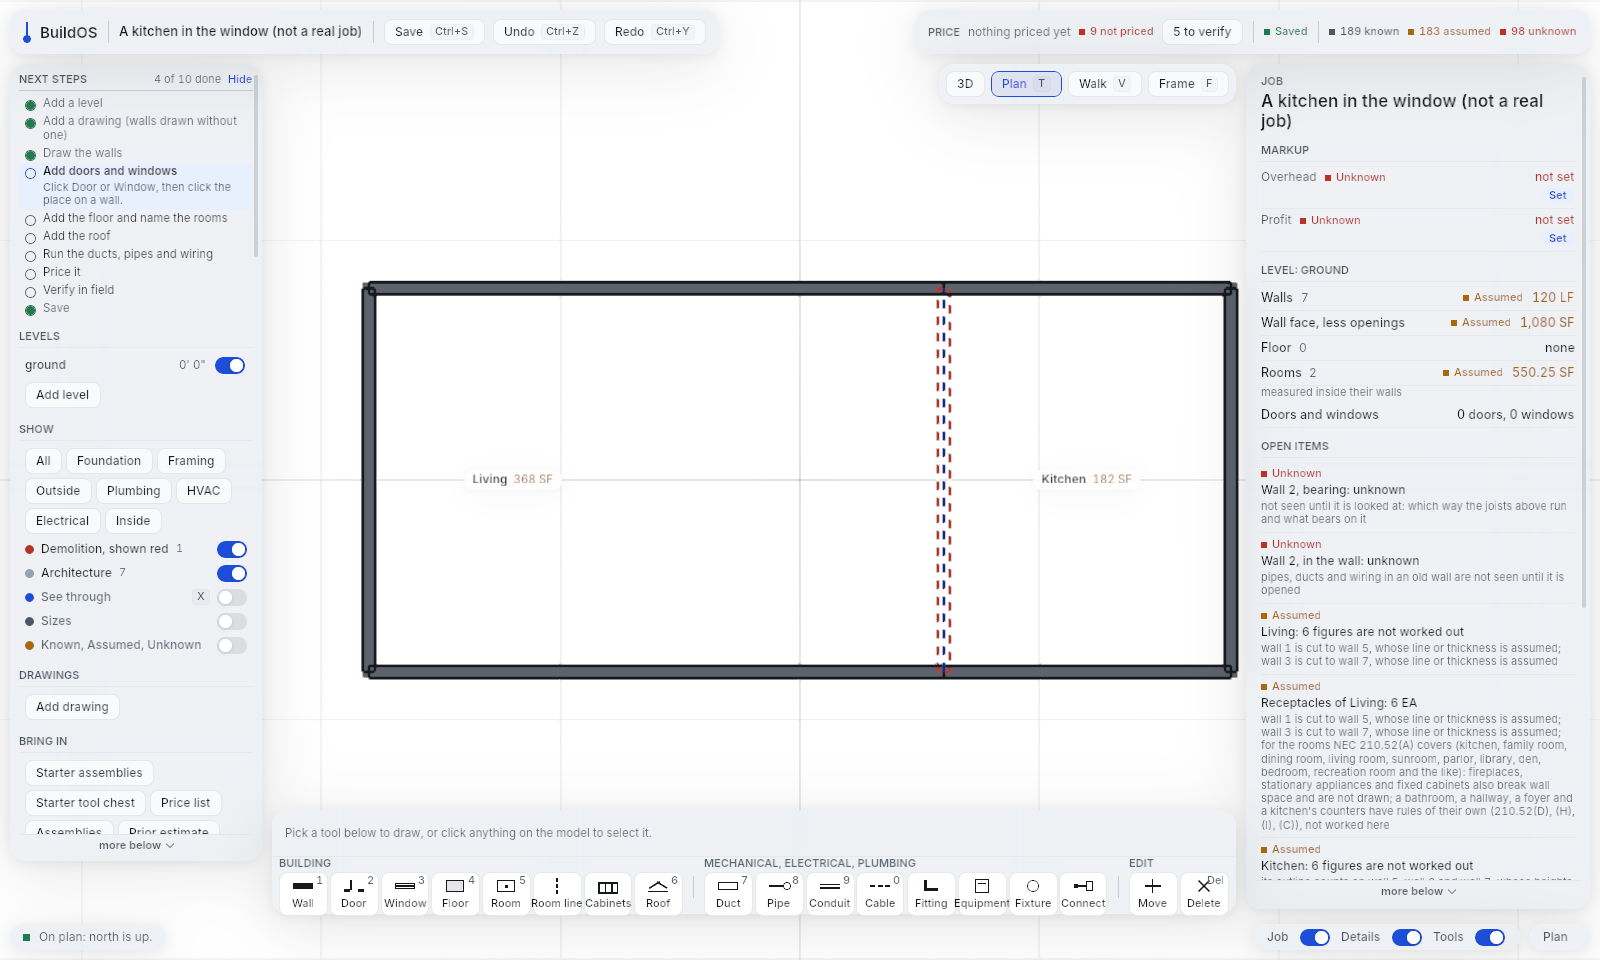 BuildOS
A kitchen in the window (not a real job)
Save Ctrl+S
Undo Ctrl+Z
Redo Ctrl+Y
PRICE nothing priced yet 9 not priced
5 to verify
Saved
189 known 183 assumed 98 unknown
3D
Plan T
Walk V
Frame F
NEXT STEPS 4 of 10 done Hide
Add a level
Add a drawing (walls drawn without
one)
Draw the walls
Add doors and windows
Click Door or Window, then click the
place on a wall.
Add the floor and name the rooms
Add the roof
Run the ducts, pipes and wiring
Price it
Verify in field
Save
LEVELS
ground 0' 0"
Add level
SHOW
All Foundation Framing
Outside Plumbing HVAC
Electrical Inside
Demolition, shown red 1
Architecture 7
See through X
Sizes
Known, Assumed, Unknown
DRAWINGS
Add drawing
BRING IN
Starter assemblies
Starter tool chest Price list
Assemblies Prior estimate
more below
On plan: north is up.
Living 368 SF
Kitchen 182 SF
Pick a tool below to draw, or click anything on the model to select it.
BUILDING
1 Wall
2 Door
3 Window
4 Floor
5 Room
Room line
Cabinets
6 Roof
MECHANICAL, ELECTRICAL, PLUMBING
7 Duct
8 Pipe
9 Conduit
0 Cable
Fitting
Equipment
Fixture
Connect
EDIT
Move
Del Delete
JOB
A kitchen in the window (not a real
job)
MARKUP
Overhead Unknown not set
Set
Profit Unknown not set
Set
LEVEL: GROUND
Walls 7 Assumed 120 LF
Wall face, less openings Assumed 1,080 SF
Floor 0 none
Rooms 2 Assumed 550.25 SF
measured inside their walls
Doors and windows 0 doors, 0 windows
OPEN ITEMS
Unknown
Wall 2, bearing: unknown
not seen until it is looked at: which way the joists above run
and what bears on it
Unknown
Wall 2, in the wall: unknown
pipes, ducts and wiring in an old wall are not seen until it is
opened
Assumed
Living: 6 figures are not worked out
wall 1 is cut to wall 5, whose line or thickness is assumed;
wall 3 is cut to wall 7, whose line or thickness is assumed
Assumed
Receptacles of Living: 6 EA
wall 1 is cut to wall 5, whose line or thickness is assumed;
wall 3 is cut to wall 7, whose line or thickness is assumed;
for the rooms NEC 210.52(A) covers (kitchen, family room,
dining room, living room, sunroom, parlor, library, den,
bedroom, recreation room and the like): fireplaces,
stationary appliances and fixed cabinets also break wall
space and are not drawn; a bathroom, a hallway, a foyer and
a kitchen's counters have rules of their own (210.52(D), (H),
(I), (C)), not worked here
Assumed
Kitchen: 6 figures are not worked out
more below
Job
Details
Tools
Plan